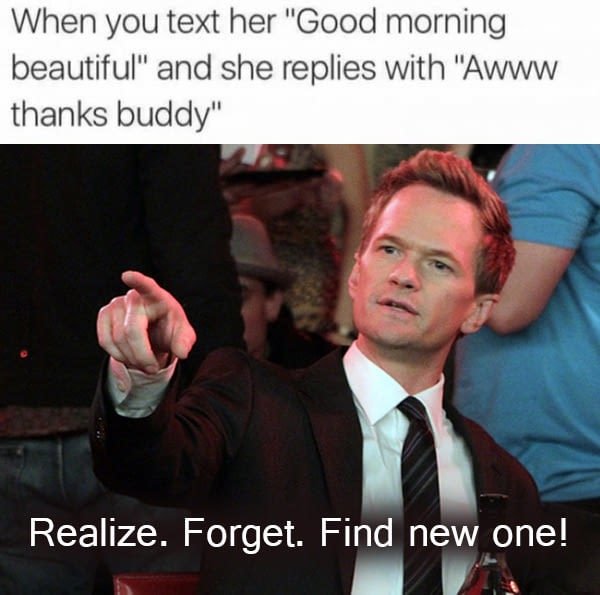 When you text her "Good morning
beautiful" and she replies with "Awww
thanks buddy"
Realize. Forget. Find new one!